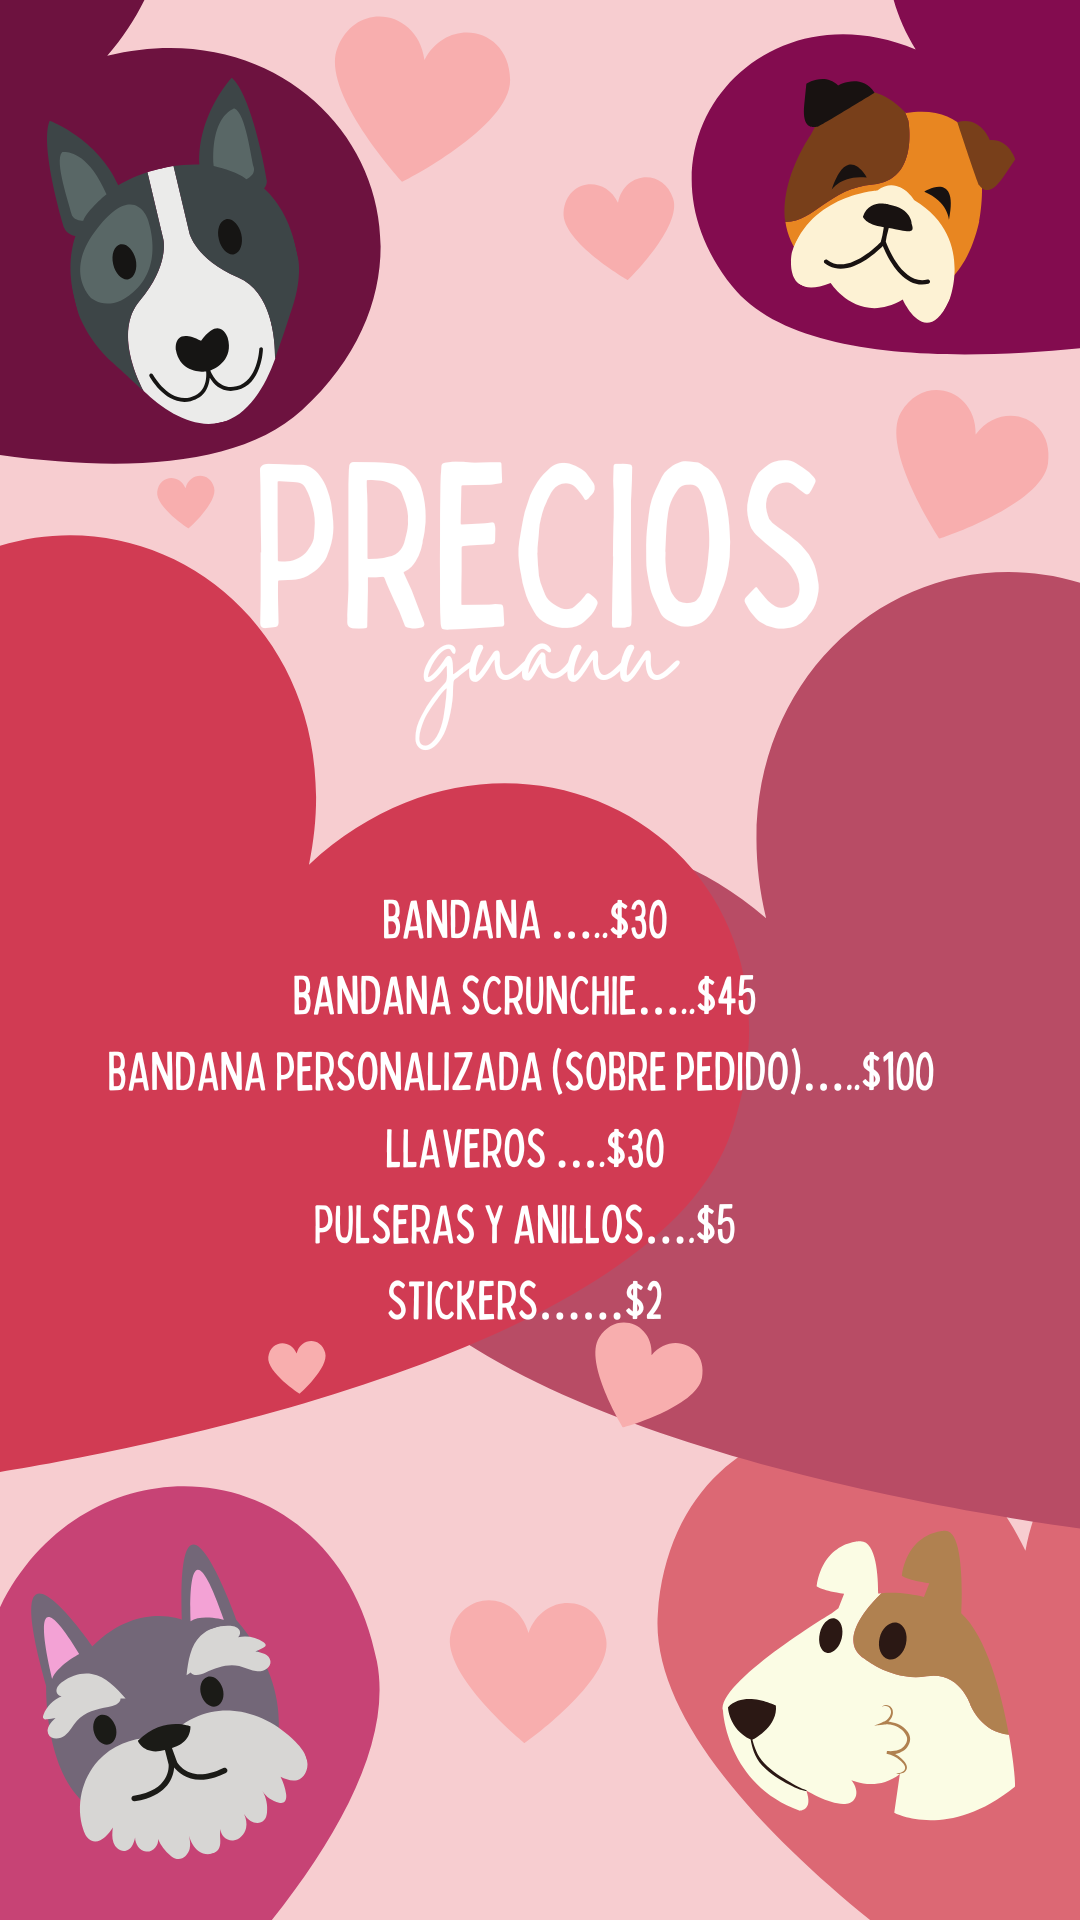 PRECIOS
guauu
BANDANA .....$30
BANDANA SCRUNCHIE.....$45
BANDANA PERSONALIZADA (SOBRE PEDIDO).....$100
LLAVEROS ....$30
PULSERAS Y ANILLOS....$5
STICKERS......$2